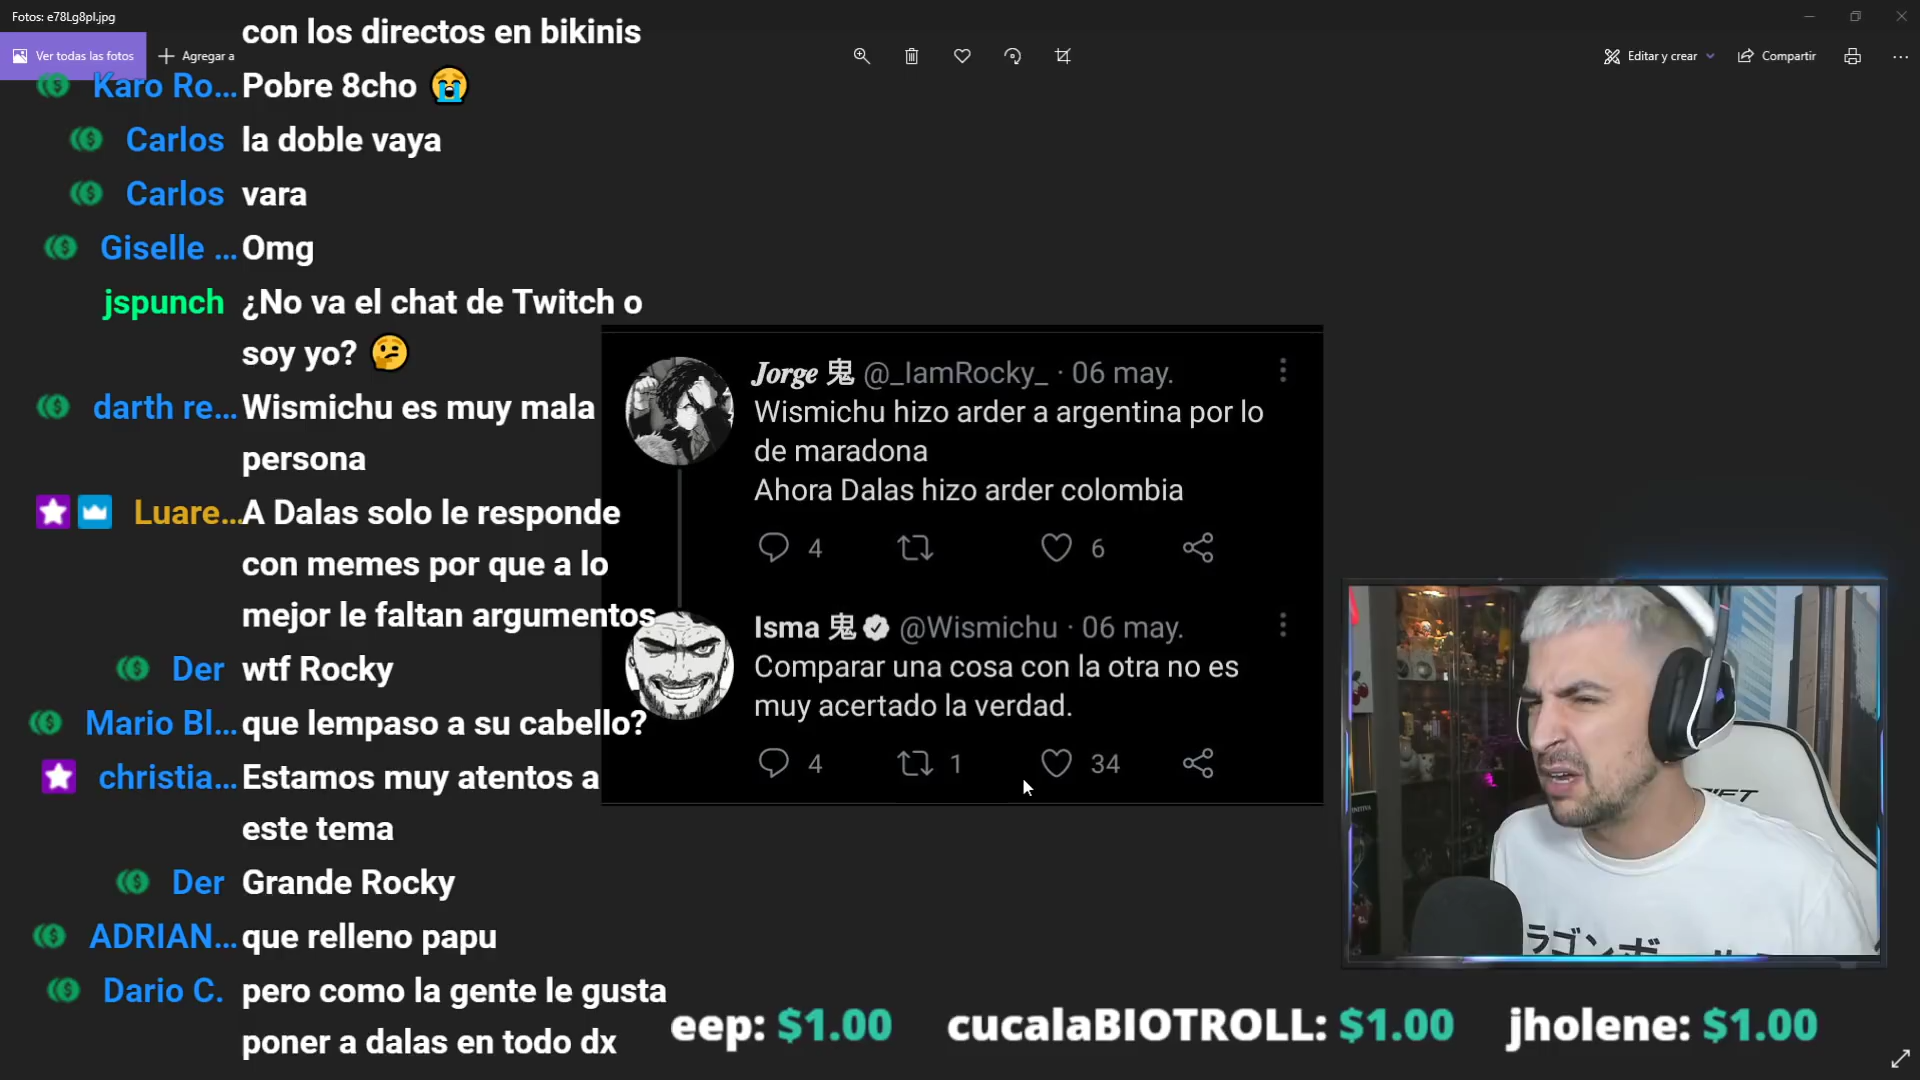 Fotos: e78Lg8pI.jpg
Ver todas las fotos
Agregar a
Editar y crear
Compartir
con los directos en bikinis
Karo Ro... Pobre 8cho 😭
Carlos la doble vaya
Carlos vara
Giselle ... Omg
jspunch ¿No va el chat de Twitch o
soy yo? 🤔
darth re... Wismichu es muy mala
persona
Luare... A Dalas solo le responde
con memes por que a lo
mejor le faltan argumentos
Der wtf Rocky
Mario Bl... que lempaso a su cabello?
christia... Estamos muy atentos a
este tema
Der Grande Rocky
ADRIAN... que relleno papu
Dario C. pero como la gente le gusta
poner a dalas en todo dx
Jorge 鬼 @_IamRocky_ · 06 may.
Wismichu hizo arder a argentina por lo
de maradona
Ahora Dalas hizo arder colombia
4 6
Isma 鬼 @Wismichu · 06 may.
Comparar una cosa con la otra no es
muy acertado la verdad.
4 1 34
eep: $1.00 cucalaBIOTROLL: $1.00 jholene: $1.00